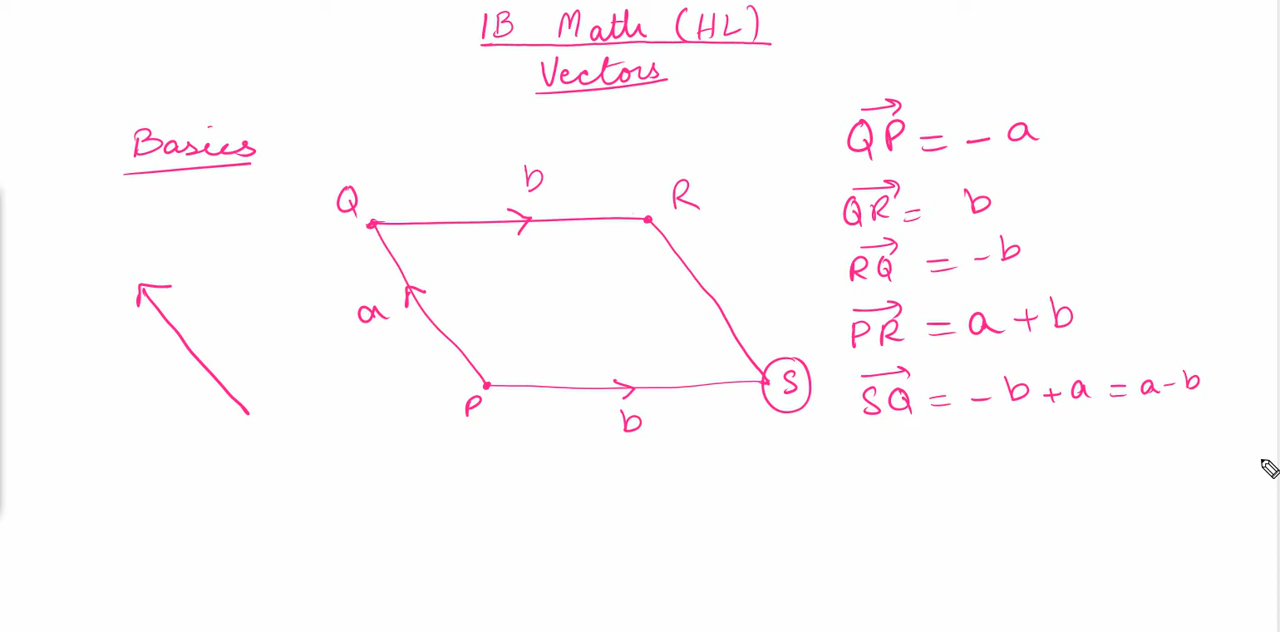 IB Math (HL)
Vectors
Basics
Q
b
R
a
P
b
S
QP = - a
QR = b
RQ = - b
PR = a + b
SQ = - b + a = a - b